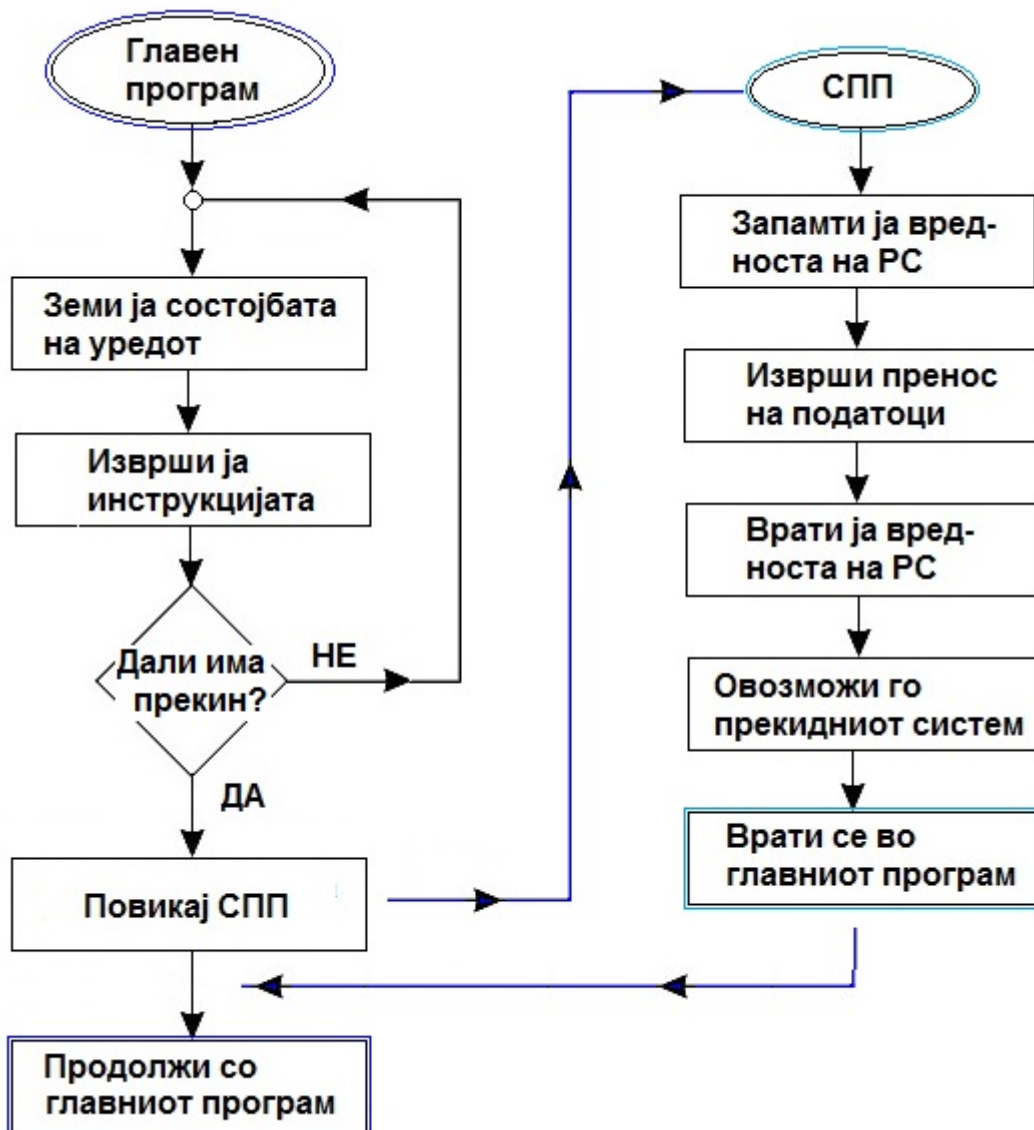 Главен
програм
Земи ја состојбата
на уредот
Изврши ја
инструкцијата
Дали има
прекин?
НЕ
ДА
Повикај СПП
Продолжи со
главниот програм
СПП
Запамти ја вред-
носта на PC
Изврши пренос
на податоци
Врати ја вред-
носта на PC
Овозможи го
прекидниот систем
Врати се во
главниот програм